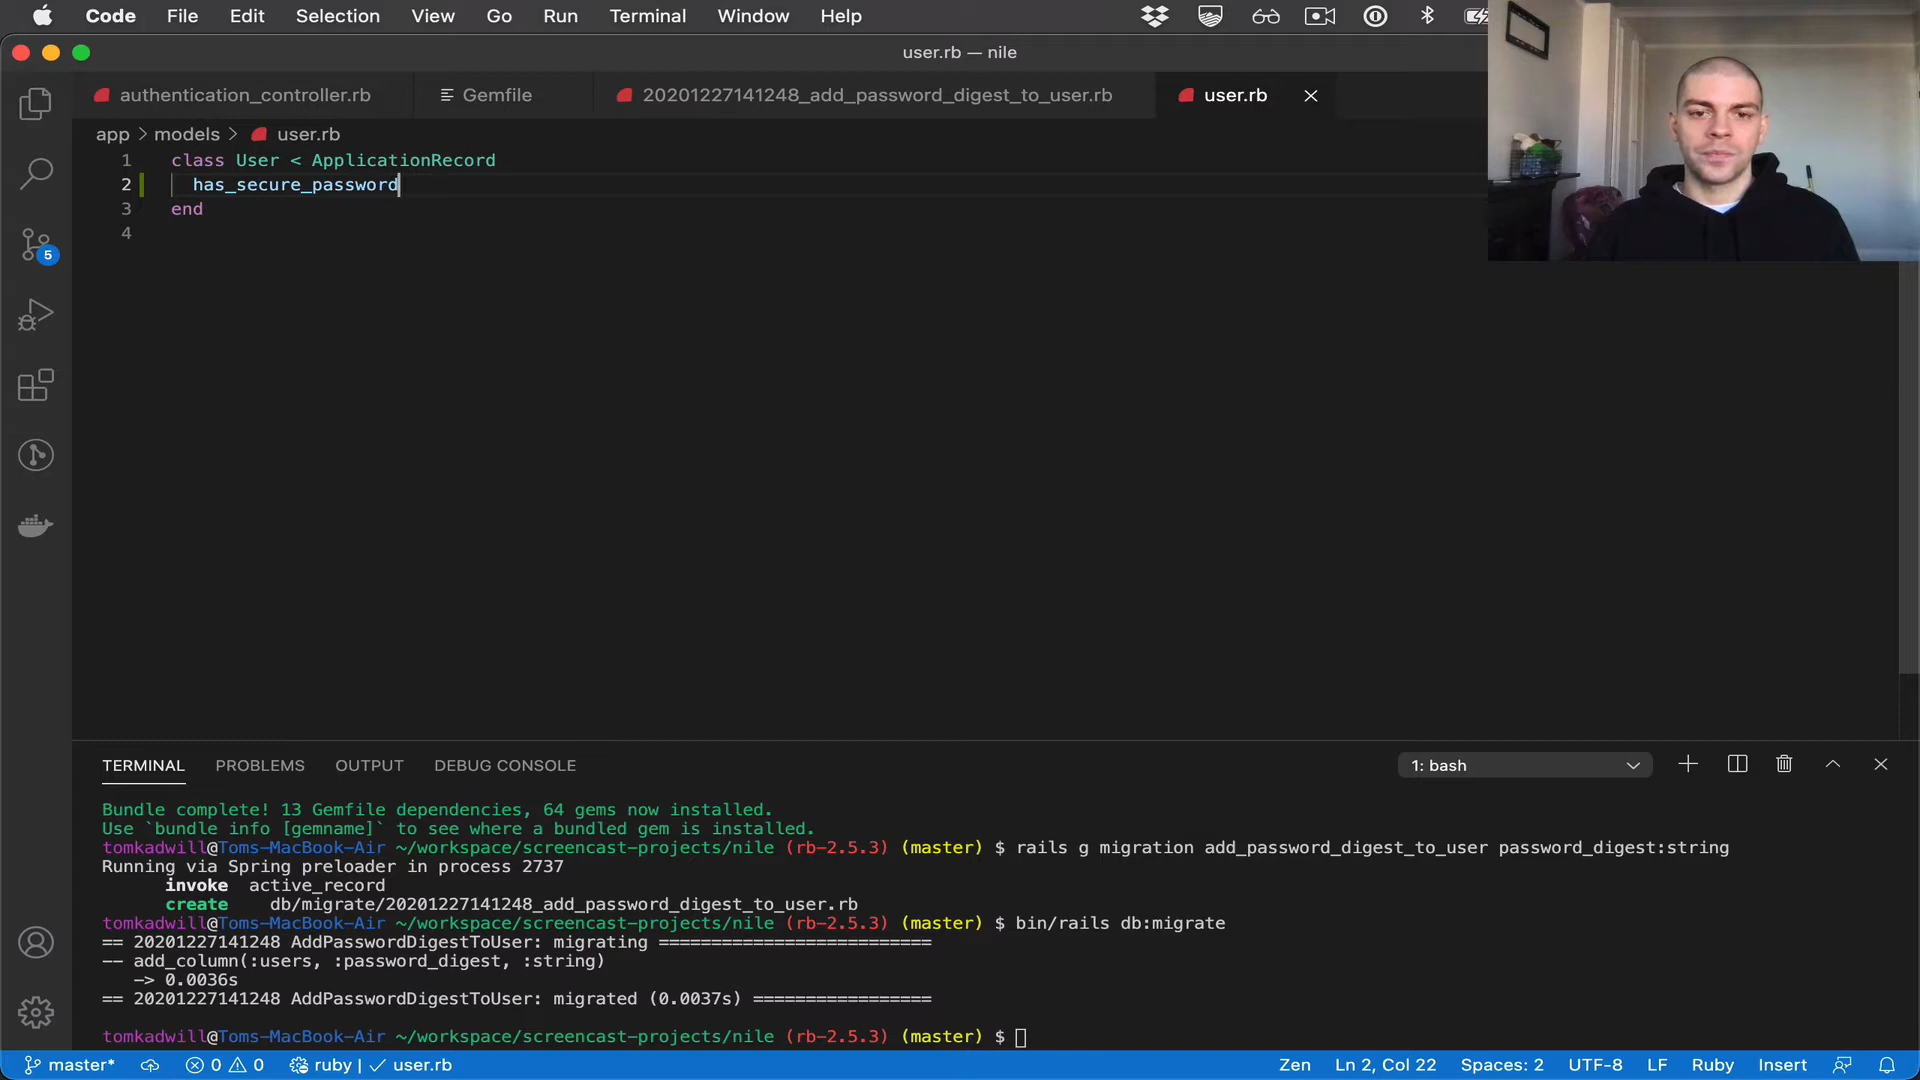 Code File Edit Selection View Go Run Terminal Window Help
user.rb — nile
authentication_controller.rb Gemfile 20201227141248_add_password_digest_to_user.rb user.rb
app > models > user.rb
1 class User < ApplicationRecord
2 has_secure_password
3 end
4
5
TERMINAL PROBLEMS OUTPUT DEBUG CONSOLE 1: bash
Bundle complete! 13 Gemfile dependencies, 64 gems now installed.
Use `bundle info [gemname]` to see where a bundled gem is installed.
tomkadwill@Toms-MacBook-Air ~/workspace/screencast-projects/nile (rb-2.5.3) (master) $ rails g migration add_password_digest_to_user password_digest:string
Running via Spring preloader in process 2737
invoke active_record
create db/migrate/20201227141248_add_password_digest_to_user.rb
tomkadwill@Toms-MacBook-Air ~/workspace/screencast-projects/nile (rb-2.5.3) (master) $ bin/rails db:migrate
== 20201227141248 AddPasswordDigestToUser: migrating ==========================
-- add_column(:users, :password_digest, :string)
-> 0.0036s
== 20201227141248 AddPasswordDigestToUser: migrated (0.0037s) =================
tomkadwill@Toms-MacBook-Air ~/workspace/screencast-projects/nile (rb-2.5.3) (master) $
master* 0 0 ruby | ✓ user.rb Zen Ln 2, Col 22 Spaces: 2 UTF-8 LF Ruby Insert